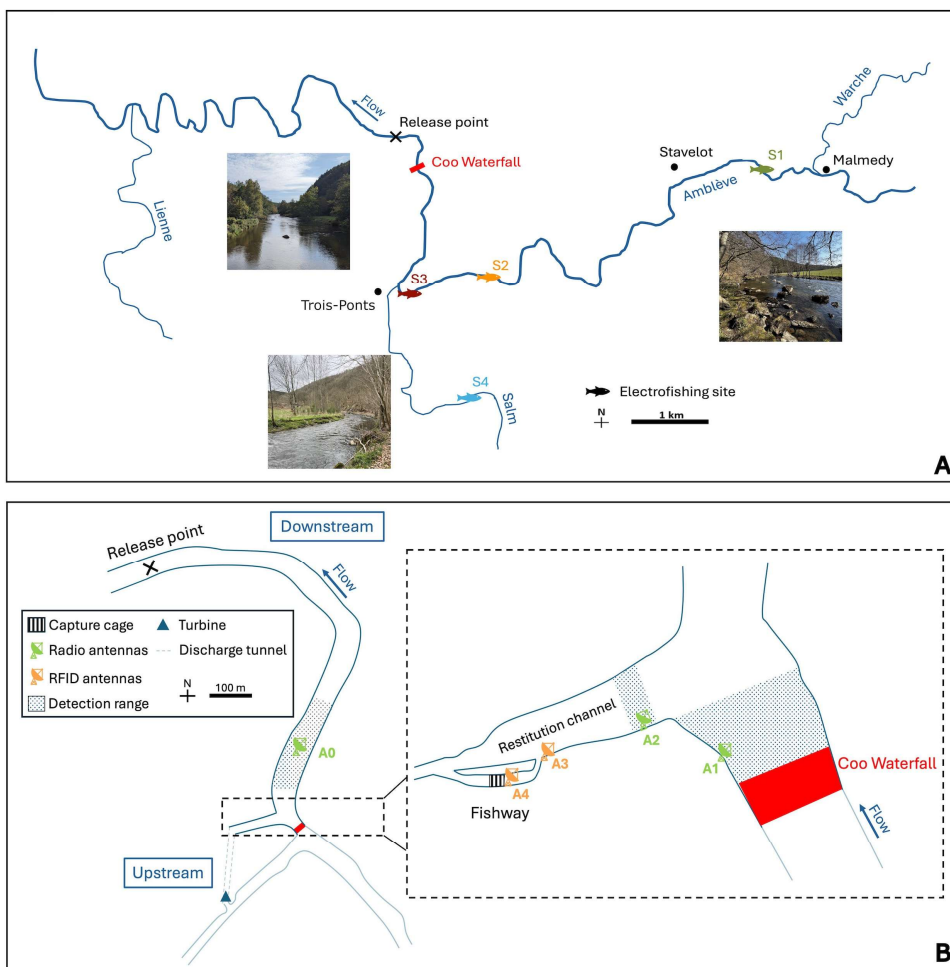 Warche
Flow
Release point
Coo Waterfall
Stavelot
S1
Malmedy
Amblève
Lienne
S2
S3
Trois-Ponts
S4
Salm
Electrofishing site
N
1 km
A
Downstream
Release point
Flow
Capture cage
Turbine
Radio antennas
Discharge tunnel
RFID antennas
N
100 m
Detection range
A0
Restitution channel
A2
A3
A1
Coo Waterfall
A4
Fishway
Flow
Upstream
B